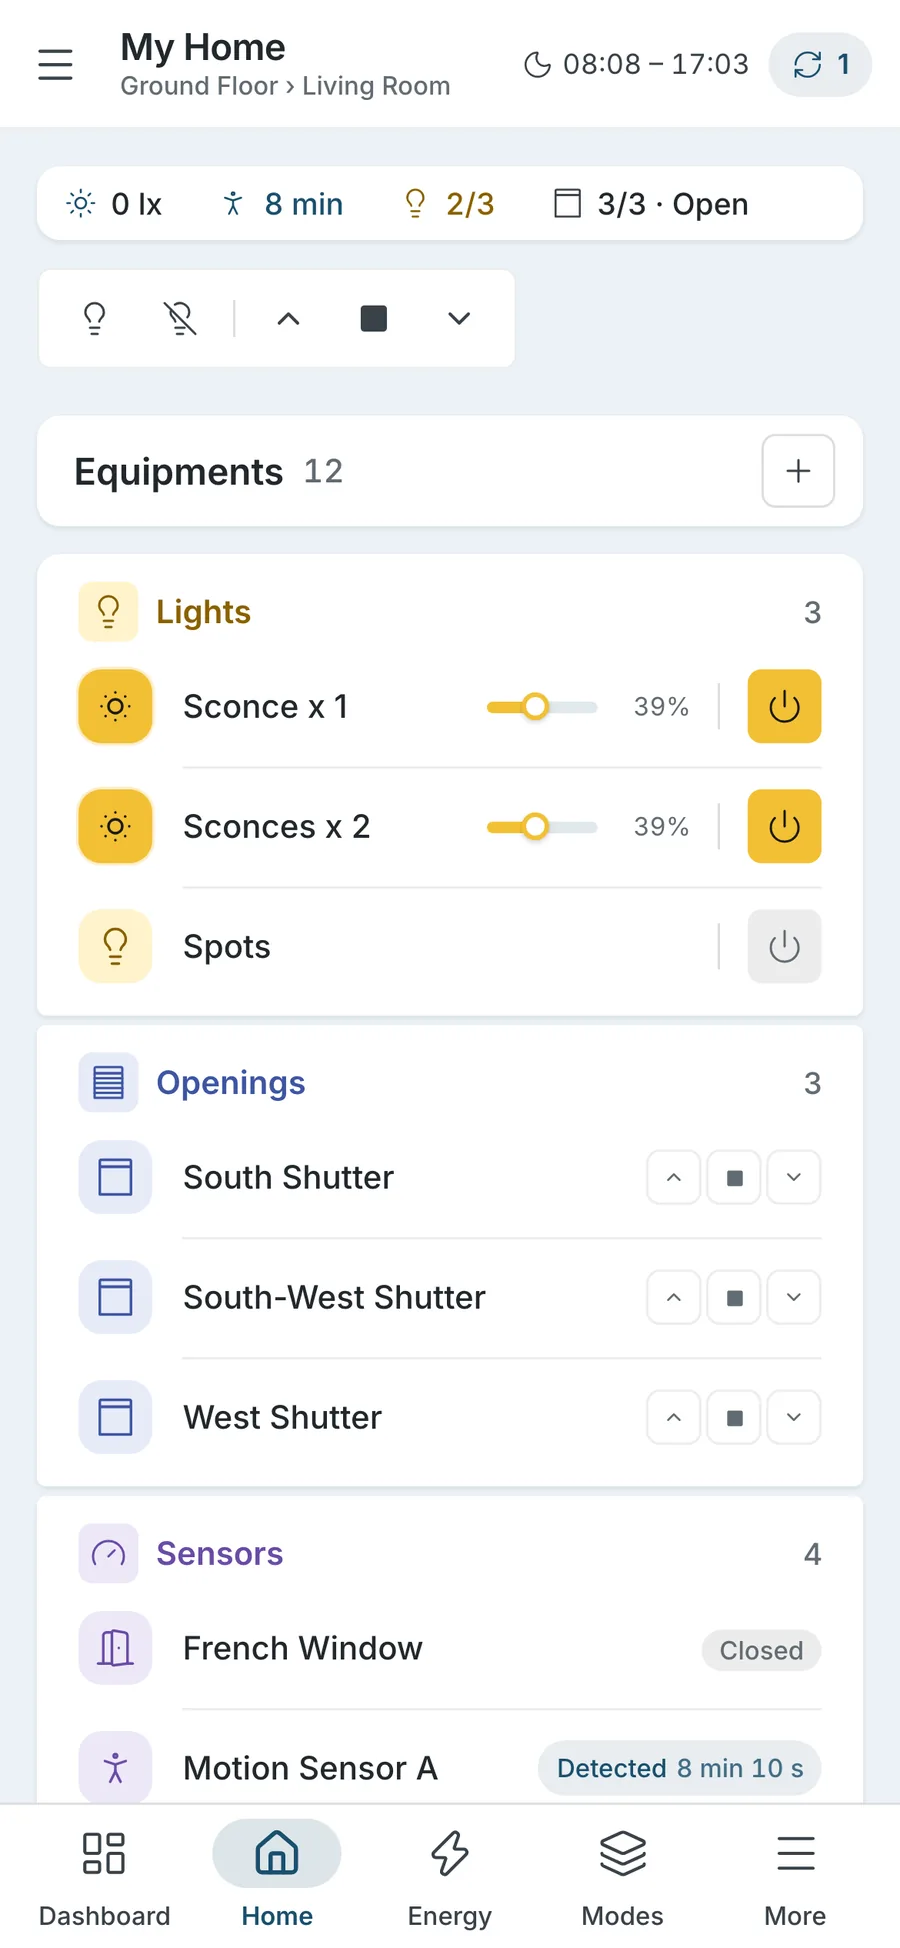 My Home
Ground Floor › Living Room
08:08 – 17:03
1
0 lx
8 min
2/3
3/3 · Open
Equipments 12
Lights 3
Sconce x 1 39%
Sconces x 2 39%
Spots
Openings 3
South Shutter
South-West Shutter
West Shutter
Sensors 4
French Window Closed
Motion Sensor A Detected 8 min 10 s
Dashboard
Home
Energy
Modes
More